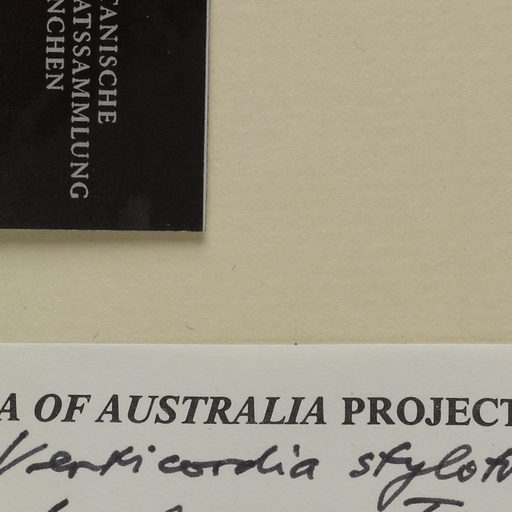 TANISCHE
ATSSAMMLUNG
NCHEN
A OF AUSTRALIA PROJECT
Verticordia stylot